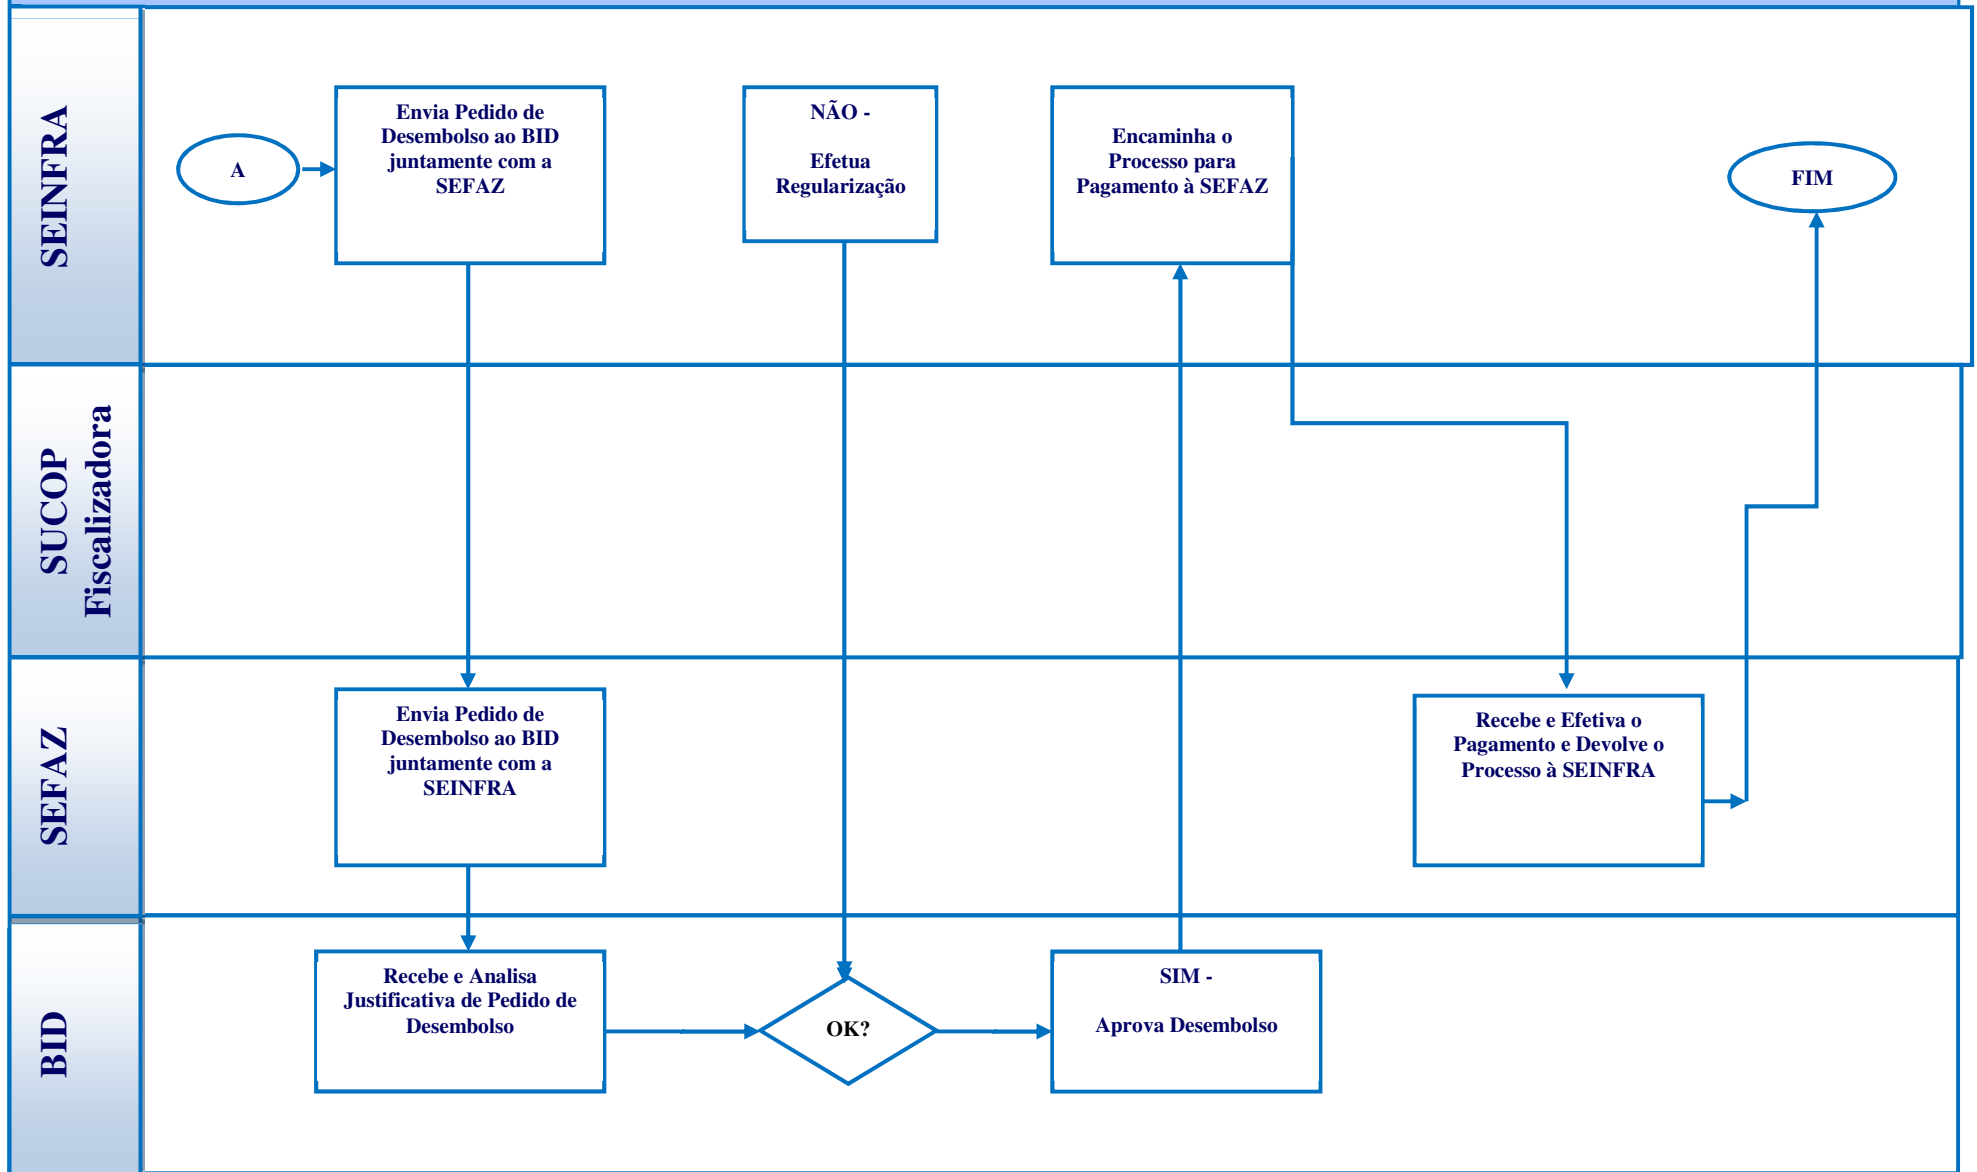 SEINFRA
A
Envia Pedido de
Desembolso ao BID
juntamente com a
SEFAZ
NÃO -
Efetua
Regularização
Encaminha o
Processo para
Pagamento à SEFAZ
FIM
SUCOP
Fiscalizadora
SEFAZ
Envia Pedido de
Desembolso ao BID
juntamente com a
SEINFRA
Recebe e Efetiva o
Pagamento e Devolve o
Processo à SEINFRA
BID
Recebe e Analisa
Justificativa de Pedido de
Desembolso
OK?
SIM -
Aprova Desembolso